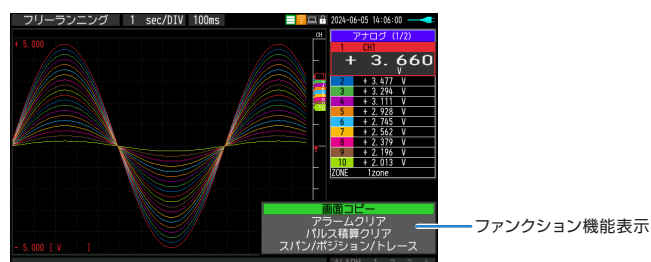 フリーランニング 1 sec/DIV 100ms 2024-06-05 14:06:00
+ 5.000
CH
アナログ (1/2)
1 CH1
+ 3.660
V
2 + 3.477 V
3 + 3.294 V
4 + 3.111 V
5 + 2.928 V
6 + 2.745 V
7 + 2.562 V
8 + 2.379 V
9 + 2.196 V
10 + 2.013 V
ZONE 1zone
画面コピー
アラームクリア
パルス積算クリア
スパン/ポジション/トレース
ファンクション機能表示
- 5.000 [ V ]